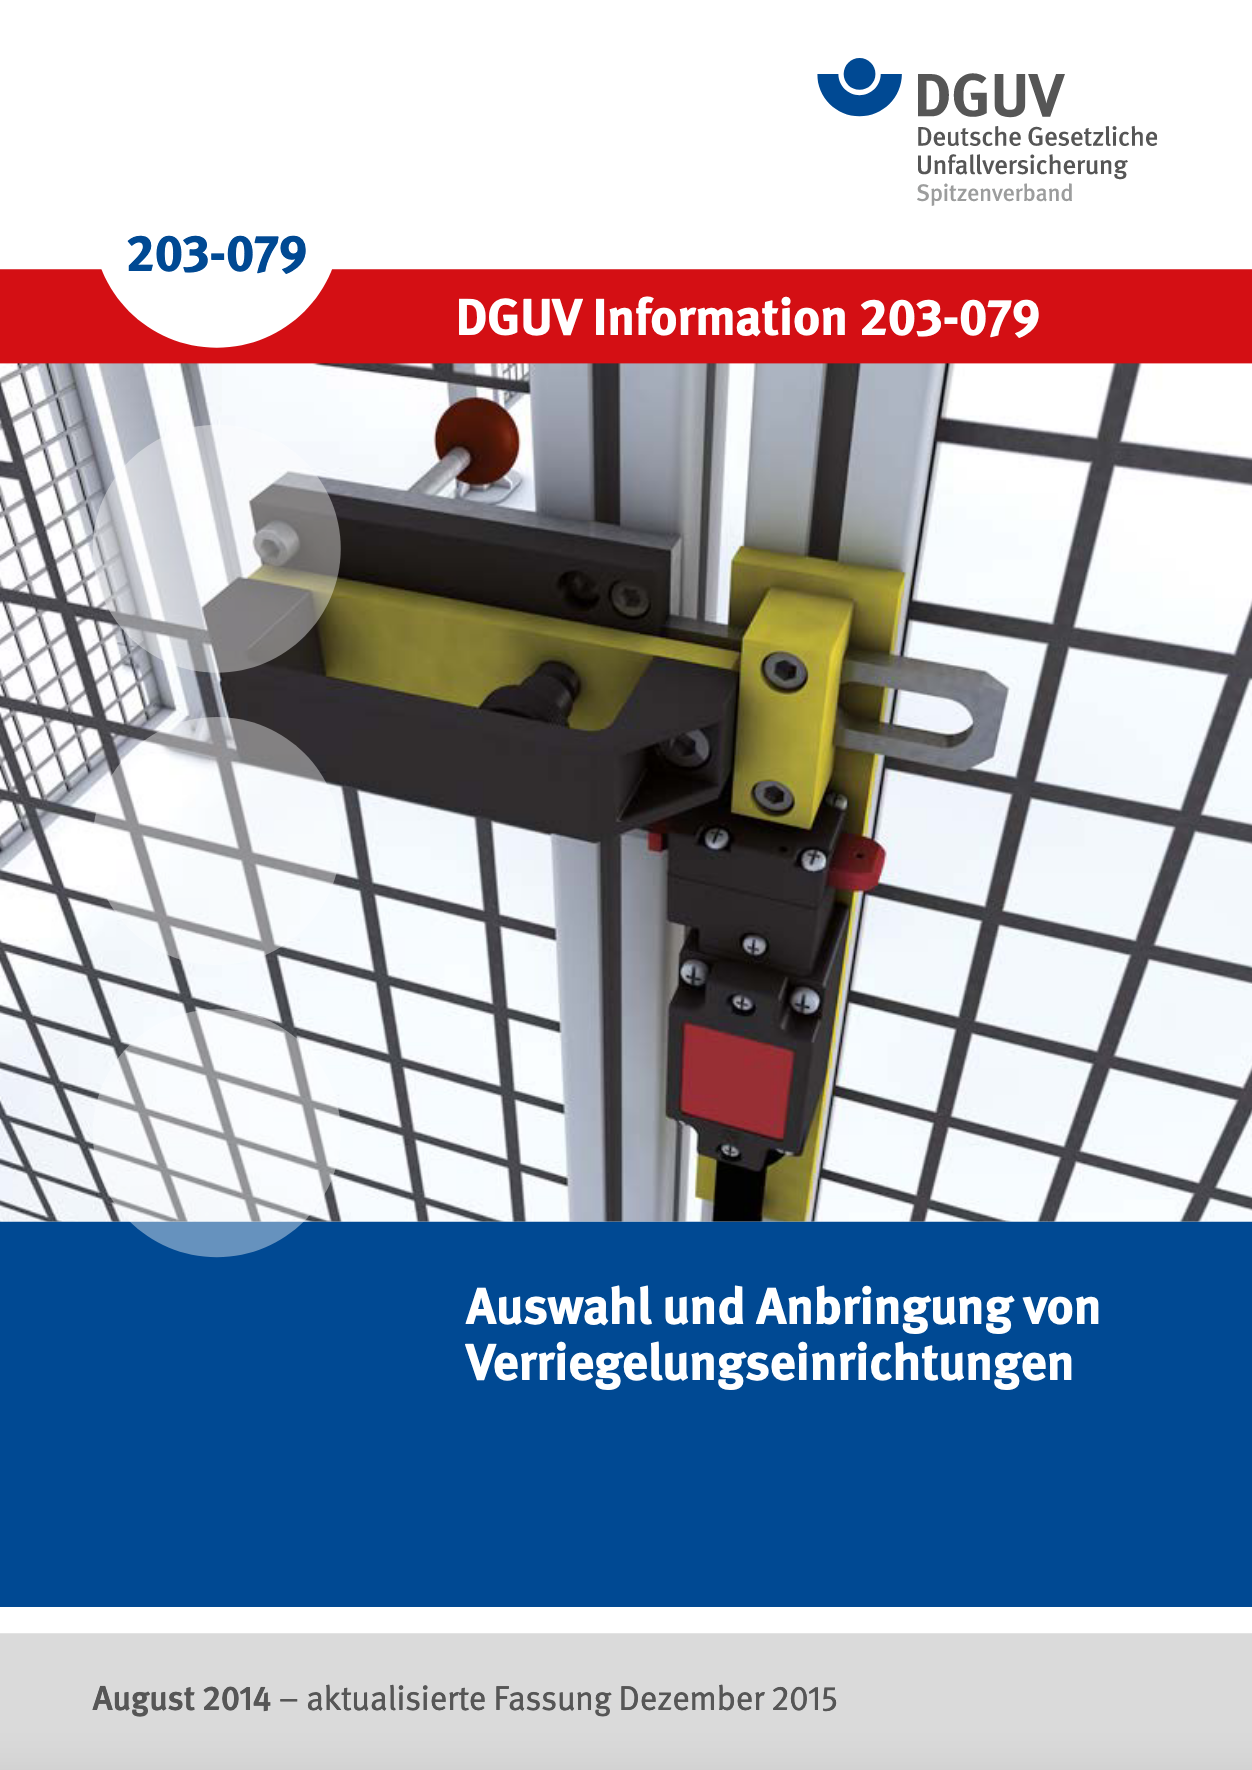 DGUV
Deutsche Gesetzliche
Unfallversicherung
Spitzenverband
203-079
DGUV Information 203-079
Auswahl und Anbringung von
Verriegelungseinrichtungen
August 2014 – aktualisierte Fassung Dezember 2015